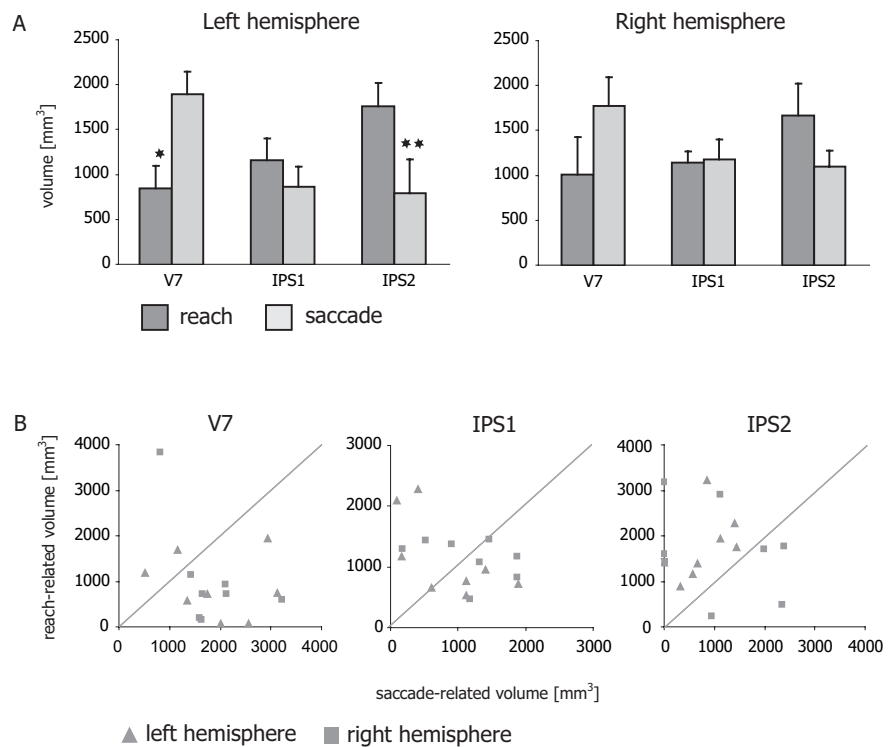 A
Left hemisphere
Right hemisphere
volume [mm³]
2500
2000
1500
1000
500
0
V7
IPS1
IPS2
2500
2000
1500
1000
500
0
V7
IPS1
IPS2
reach
saccade
B
V7
IPS1
IPS2
reach-related volume [mm³]
4000
3000
2000
1000
0
0 1000 2000 3000 4000
3000
2000
1000
0
0 1000 2000 3000
4000
3000
2000
1000
0
0 1000 2000 3000 4000
saccade-related volume [mm³]
left hemisphere
right hemisphere